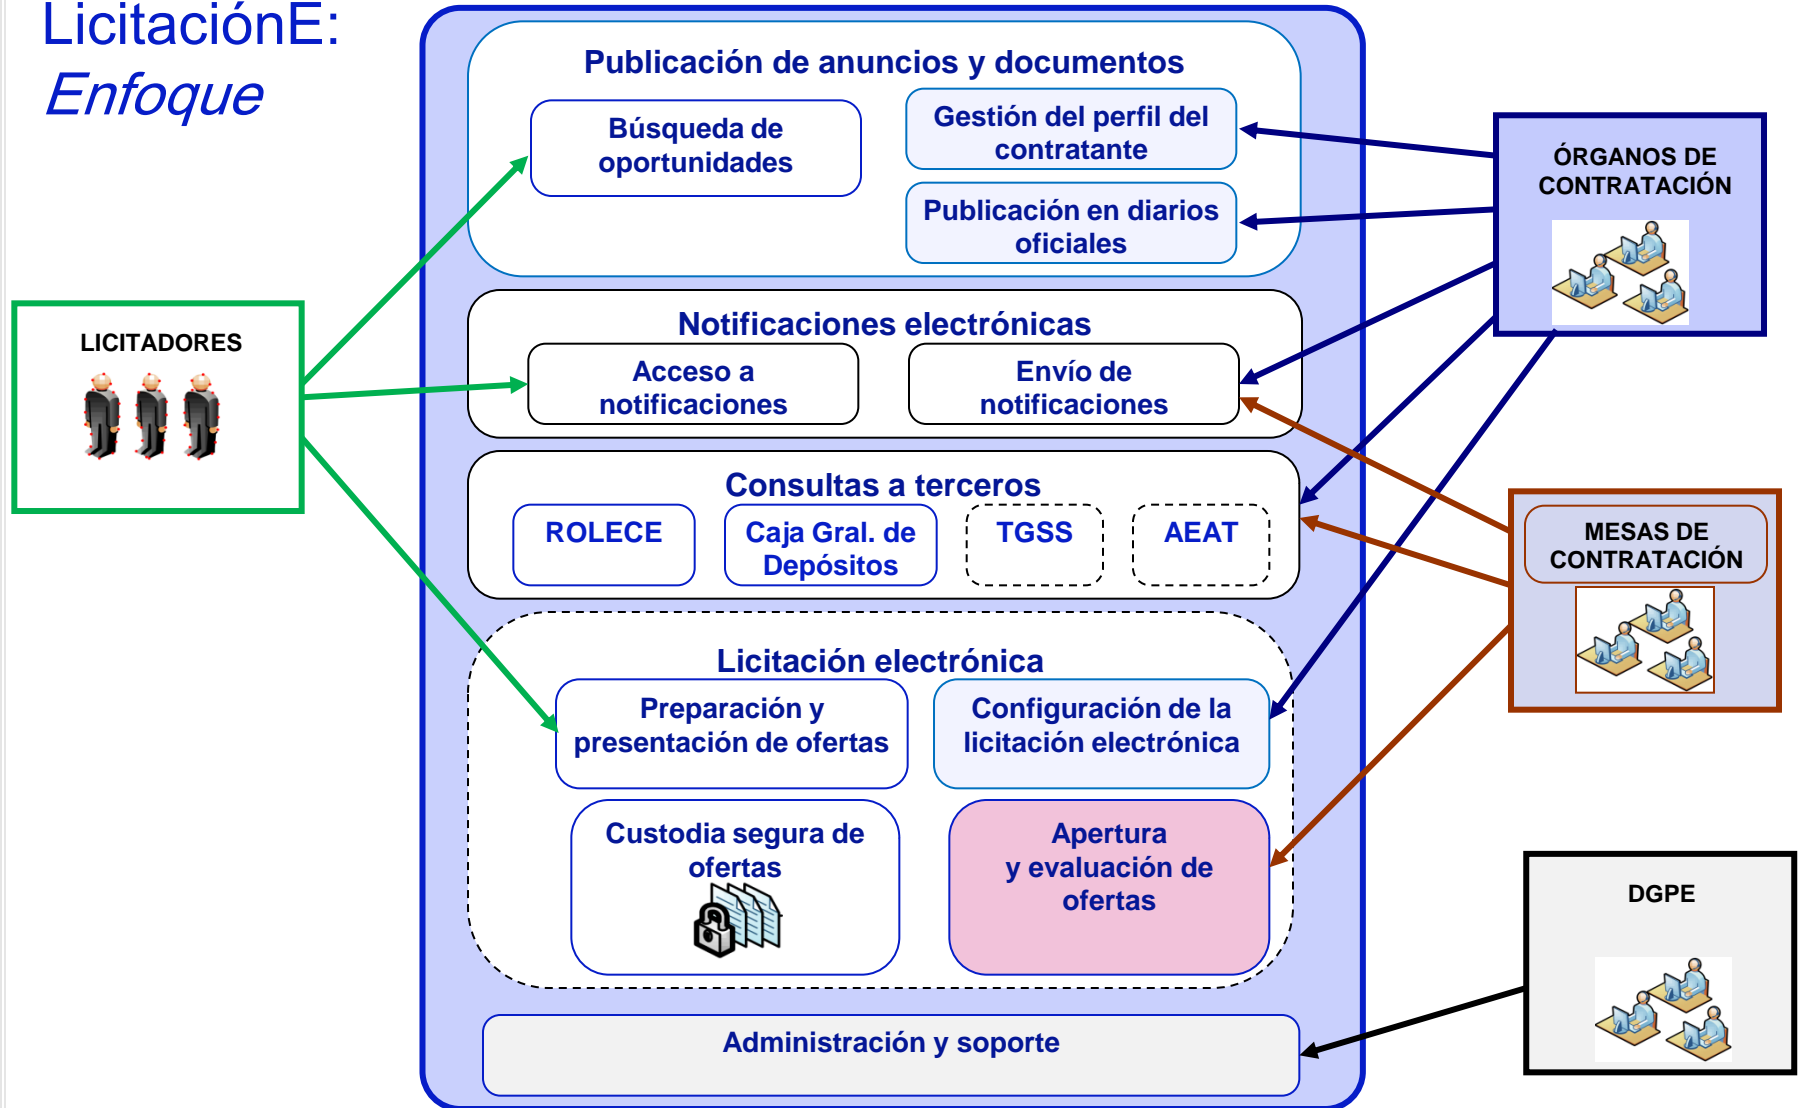 LicitaciónE:
Enfoque
Publicación de anuncios y documentos
Búsqueda de
oportunidades
Gestión del perfil del
contratante
Publicación en diarios
oficiales
ÓRGANOS DE
CONTRATACIÓN
LICITADORES
Notificaciones electrónicas
Acceso a
notificaciones
Envío de
notificaciones
Consultas a terceros
ROLECE
Caja Gral. de
Depósitos
TGSS
AEAT
MESAS DE
CONTRATACIÓN
Licitación electrónica
Preparación y
presentación de ofertas
Configuración de la
licitación electrónica
Custodia segura de
ofertas
Apertura
y evaluación de
ofertas
DGPE
Administración y soporte